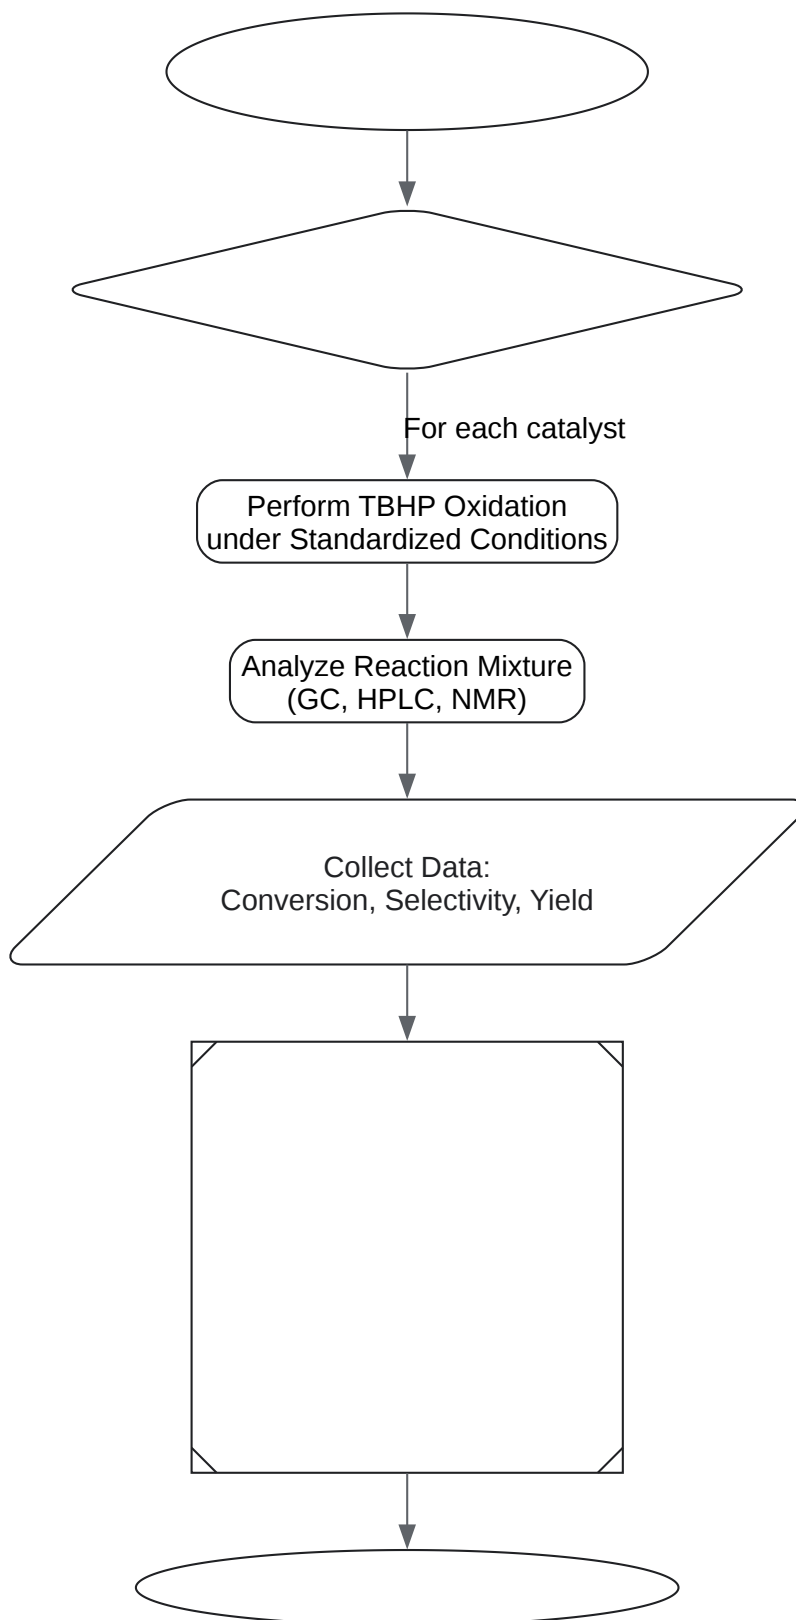 For each catalyst
Perform TBHP Oxidation
under Standardized Conditions
Analyze Reaction Mixture
(GC, HPLC, NMR)
Collect Data:
Conversion, Selectivity, Yield